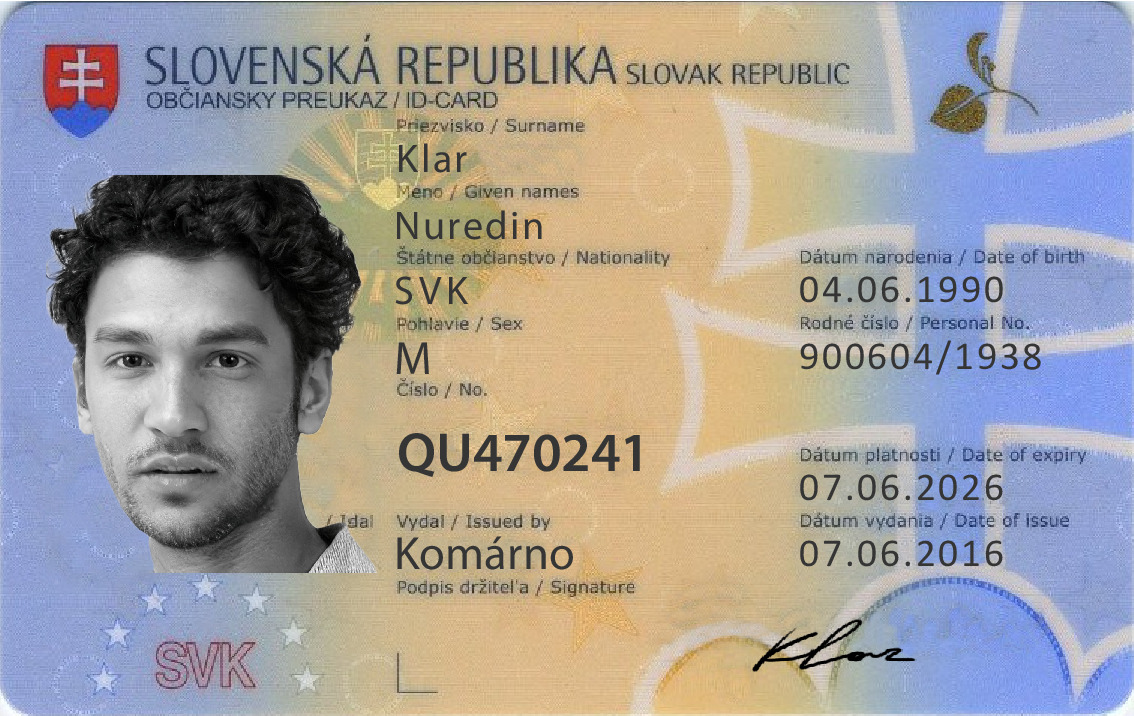 SLOVENSKÁ REPUBLIKA SLOVAK REPUBLIC
OBČIANSKY PREUKAZ / ID-CARD
Priezvisko / Surname
Klar
Meno / Given names
Nuredin
Štátne občianstvo / Nationality
SVK
Dátum narodenia / Date of birth
04.06.1990
Pohlavie / Sex
M
Rodné číslo / Personal No.
900604/1938
Číslo / No.
QU470241
Dátum platnosti / Date of expiry
07.06.2026
Vydal / Issued by
Komárno
Dátum vydania / Date of issue
07.06.2016
Podpis držiteľa / Signature
Klar
SVK